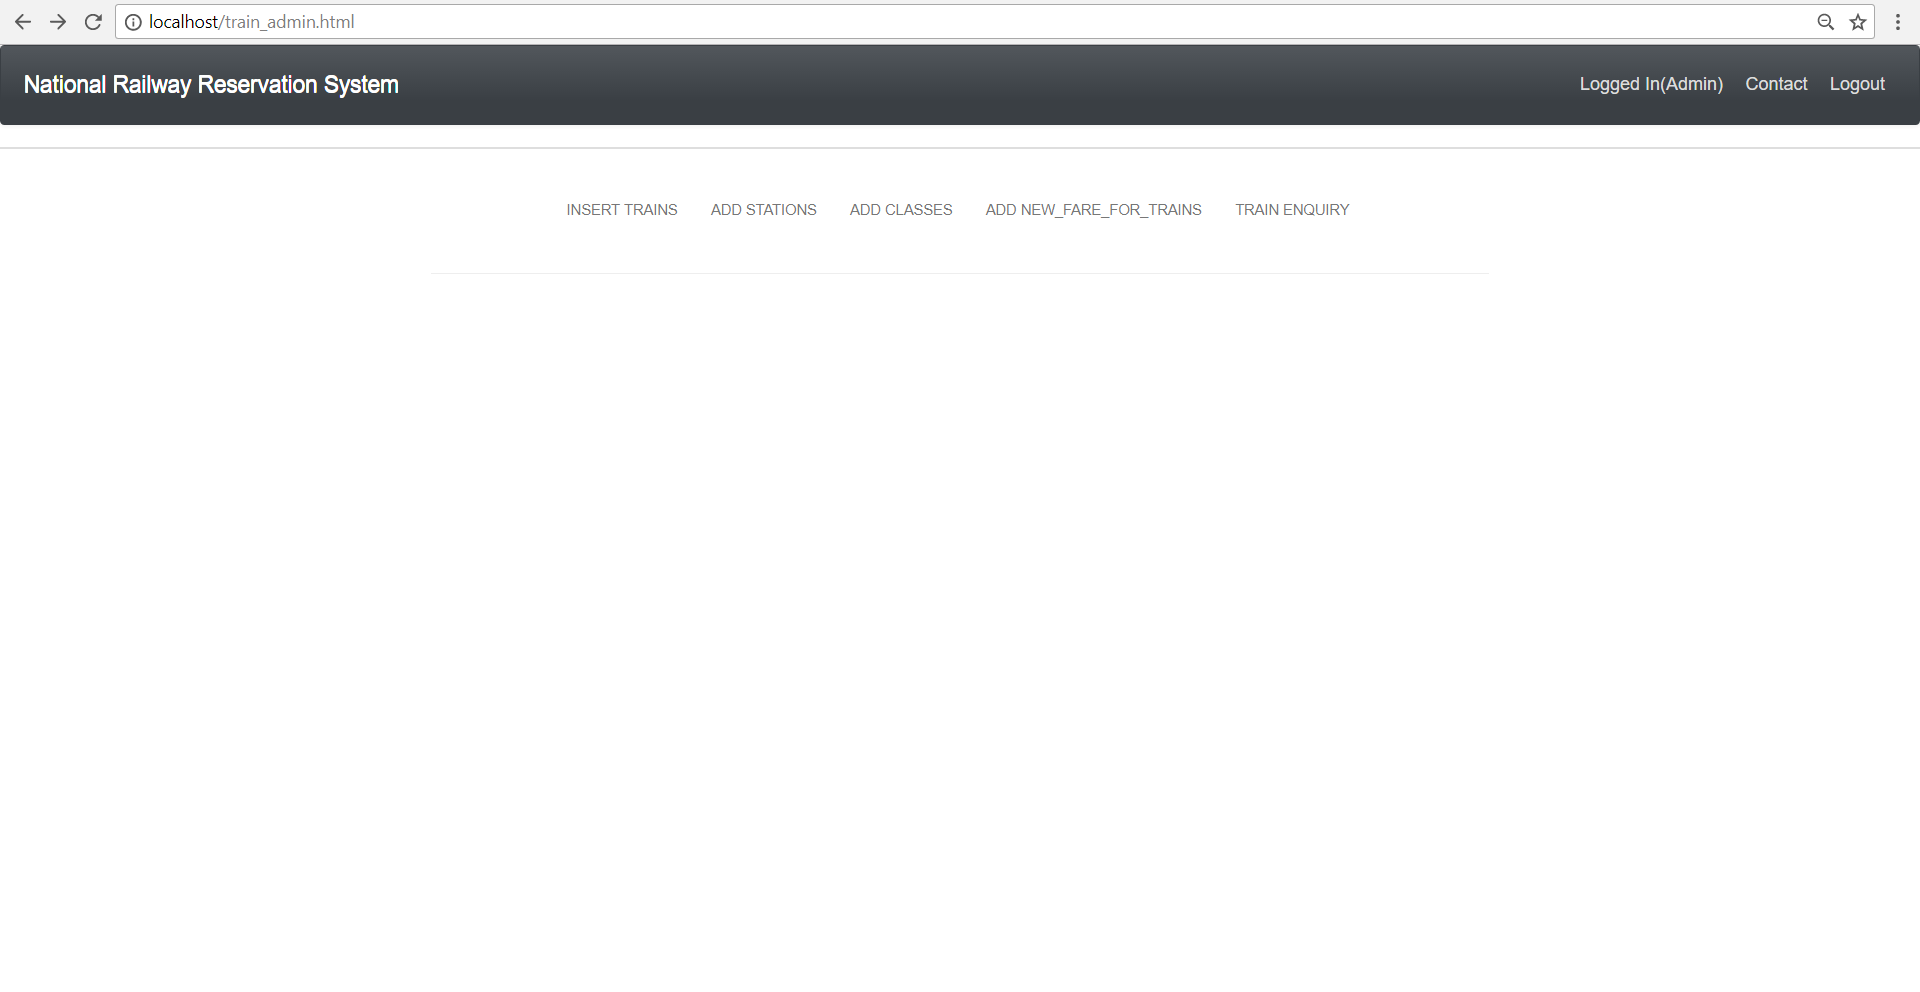 localhost/train_admin.html
National Railway Reservation System Logged In(Admin) Contact Logout
INSERT TRAINS ADD STATIONS ADD CLASSES ADD NEW_FARE_FOR_TRAINS TRAIN ENQUIRY